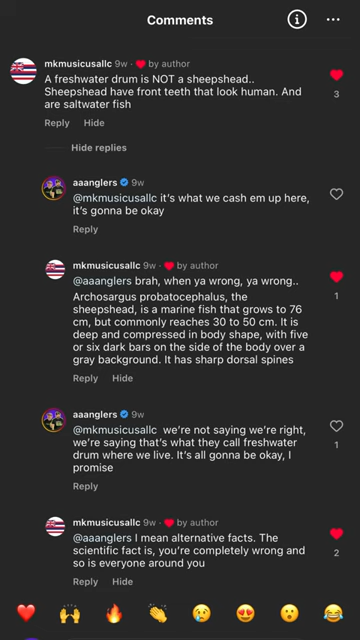 Comments
mkmusicusallc 9w · ❤️ by author
A freshwater drum is NOT a sheepshead..
Sheepshead have front teeth that look human. And
are saltwater fish
3
Reply Hide
Hide replies
aaanglers 9w
@mkmusicusallc it's what we cash em up here,
it's gonna be okay
Reply
mkmusicusallc 9w · ❤️ by author
@aaanglers brah, when ya wrong, ya wrong..
Archosargus probatocephalus, the
sheepshead, is a marine fish that grows to 76
cm, but commonly reaches 30 to 50 cm. It is
deep and compressed in body shape, with five
or six dark bars on the side of the body over a
gray background. It has sharp dorsal spines
1
Reply Hide
aaanglers 9w
@mkmusicusallc we're not saying we're right,
we're saying that's what they call freshwater
drum where we live. It's all gonna be okay, I
promise
1
Reply
mkmusicusallc 9w · ❤️ by author
@aaanglers I mean alternative facts. The
scientific fact is, you're completely wrong and
so is everyone around you
2
Reply Hide